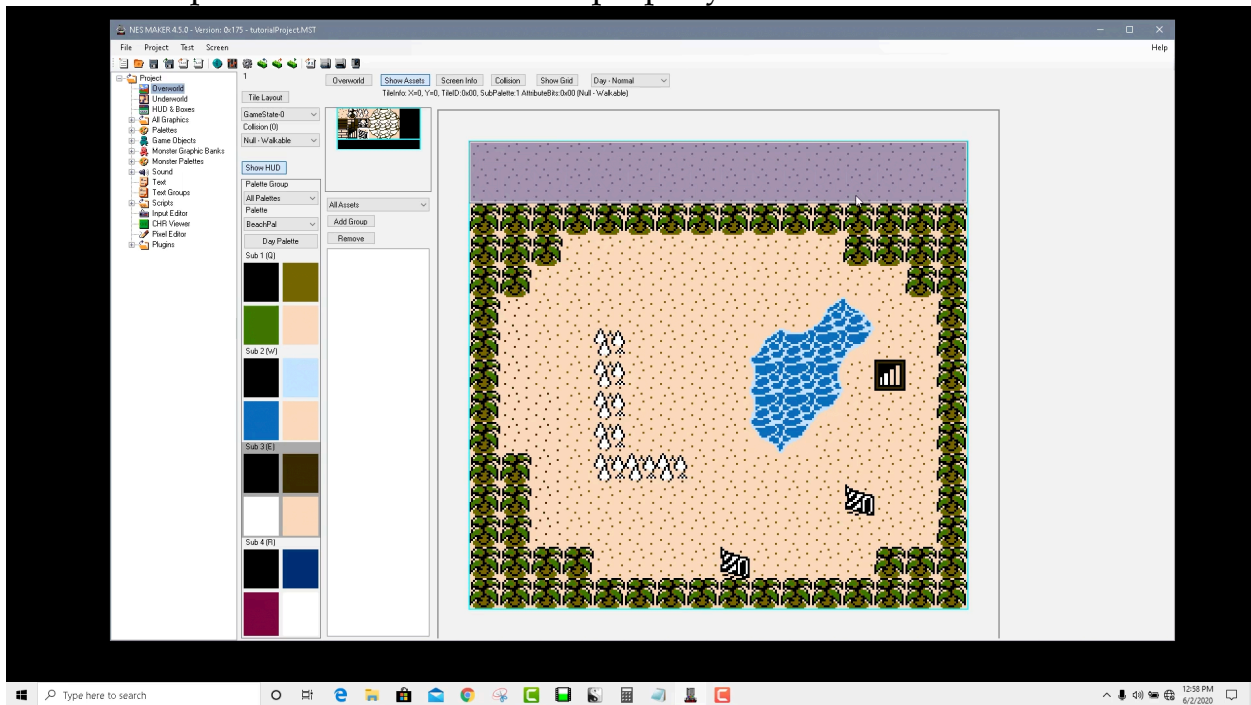 NES MAKER 4.5.0 - Version: 0x175 - tutorialProject.MST
File Project Test Screen Help
Project
Overworld
Underworld
HUD & Boxes
All Graphics
Palettes
Game Objects
Monster Graphic Banks
Monster Palettes
Sound
Text
Text Groups
Scripts
Input Editor
CHR Viewer
Pixel Editor
Plugins
1
Tile Layout
GameState-0
Collision (0)
Null - Walkable
Show HUD
Palette Group
All Palettes
Palette
BeachPal
Day Palette
Sub 1 (Q)
Sub 2 (W)
Sub 3 (E)
Sub 4 (R)
Overworld Show Assets Screen Info Collision Show Grid Day - Normal
TileInfo: X=0, Y=0, TileID:0x00, SubPalette:1 AttributeBits:0x00 (Null - Walkable)
All Assets
Add Group
Remove
Type here to search
12:58 PM
6/2/2020